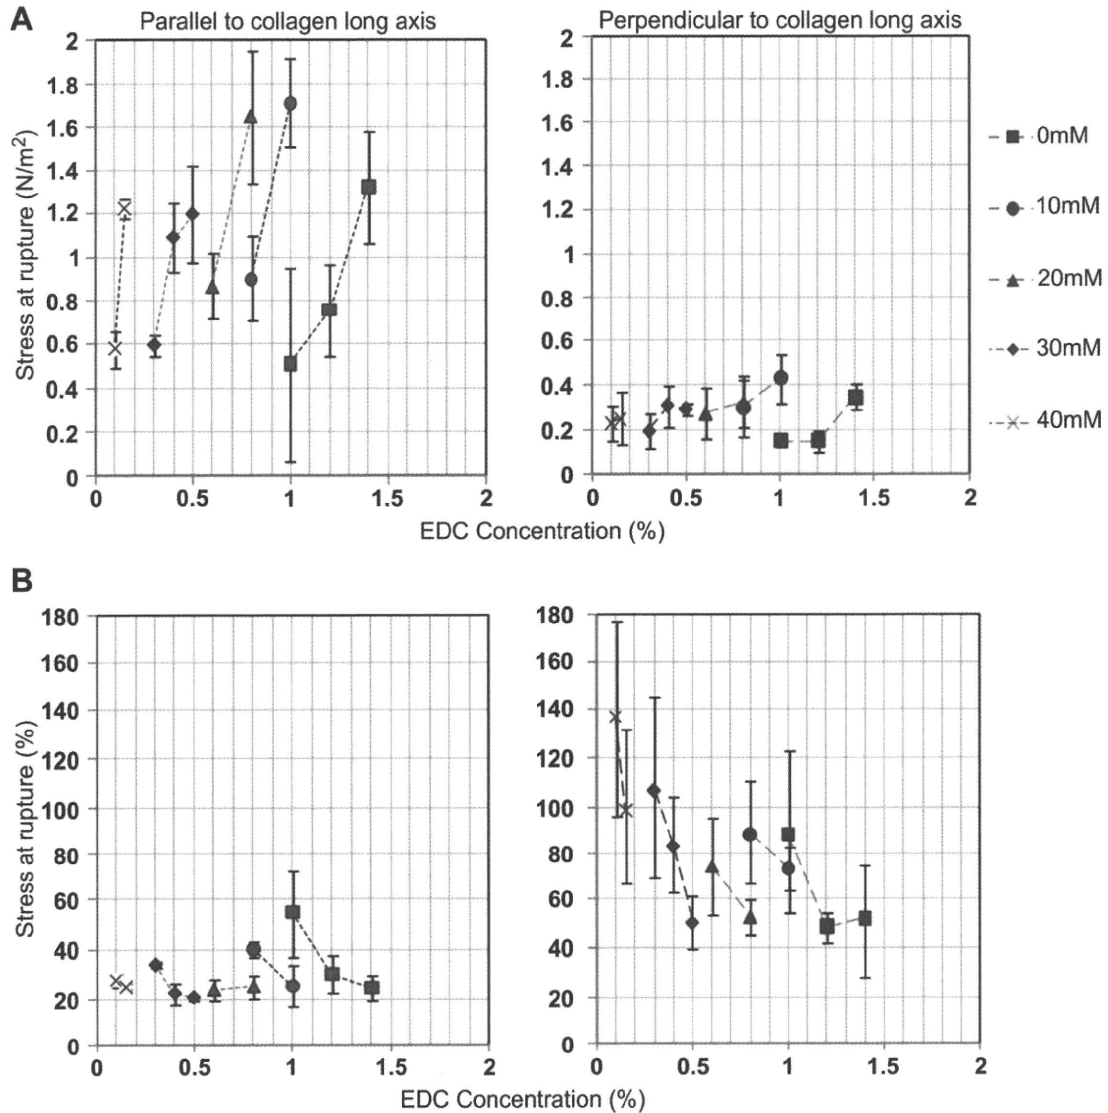 A
Parallel to collagen long axis
Perpendicular to collagen long axis
Stress at rupture (N/m²)
2
1.8
1.6
1.4
1.2
1
0.8
0.6
0.4
0.2
0
0 0.5 1 1.5 2
2
1.8
1.6
1.4
1.2
1
0.8
0.6
0.4
0.2
0
0 0.5 1 1.5 2
0mM
10mM
20mM
30mM
40mM
EDC Concentration (%)
B
Stress at rupture (%)
180
160
140
120
100
80
60
40
20
0
0 0.5 1 1.5 2
180
160
140
120
100
80
60
40
20
0
0 0.5 1 1.5 2
EDC Concentration (%)